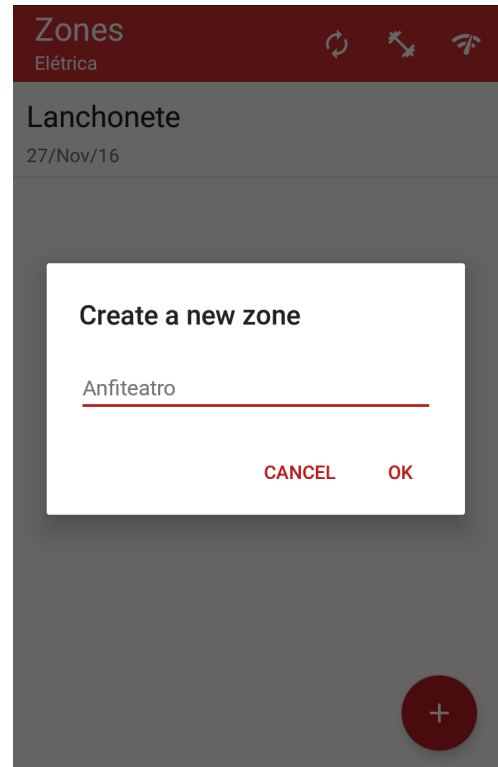 Zones
Elétrica
Lanchonete
27/Nov/16
Create a new zone
Anfiteatro
CANCEL OK